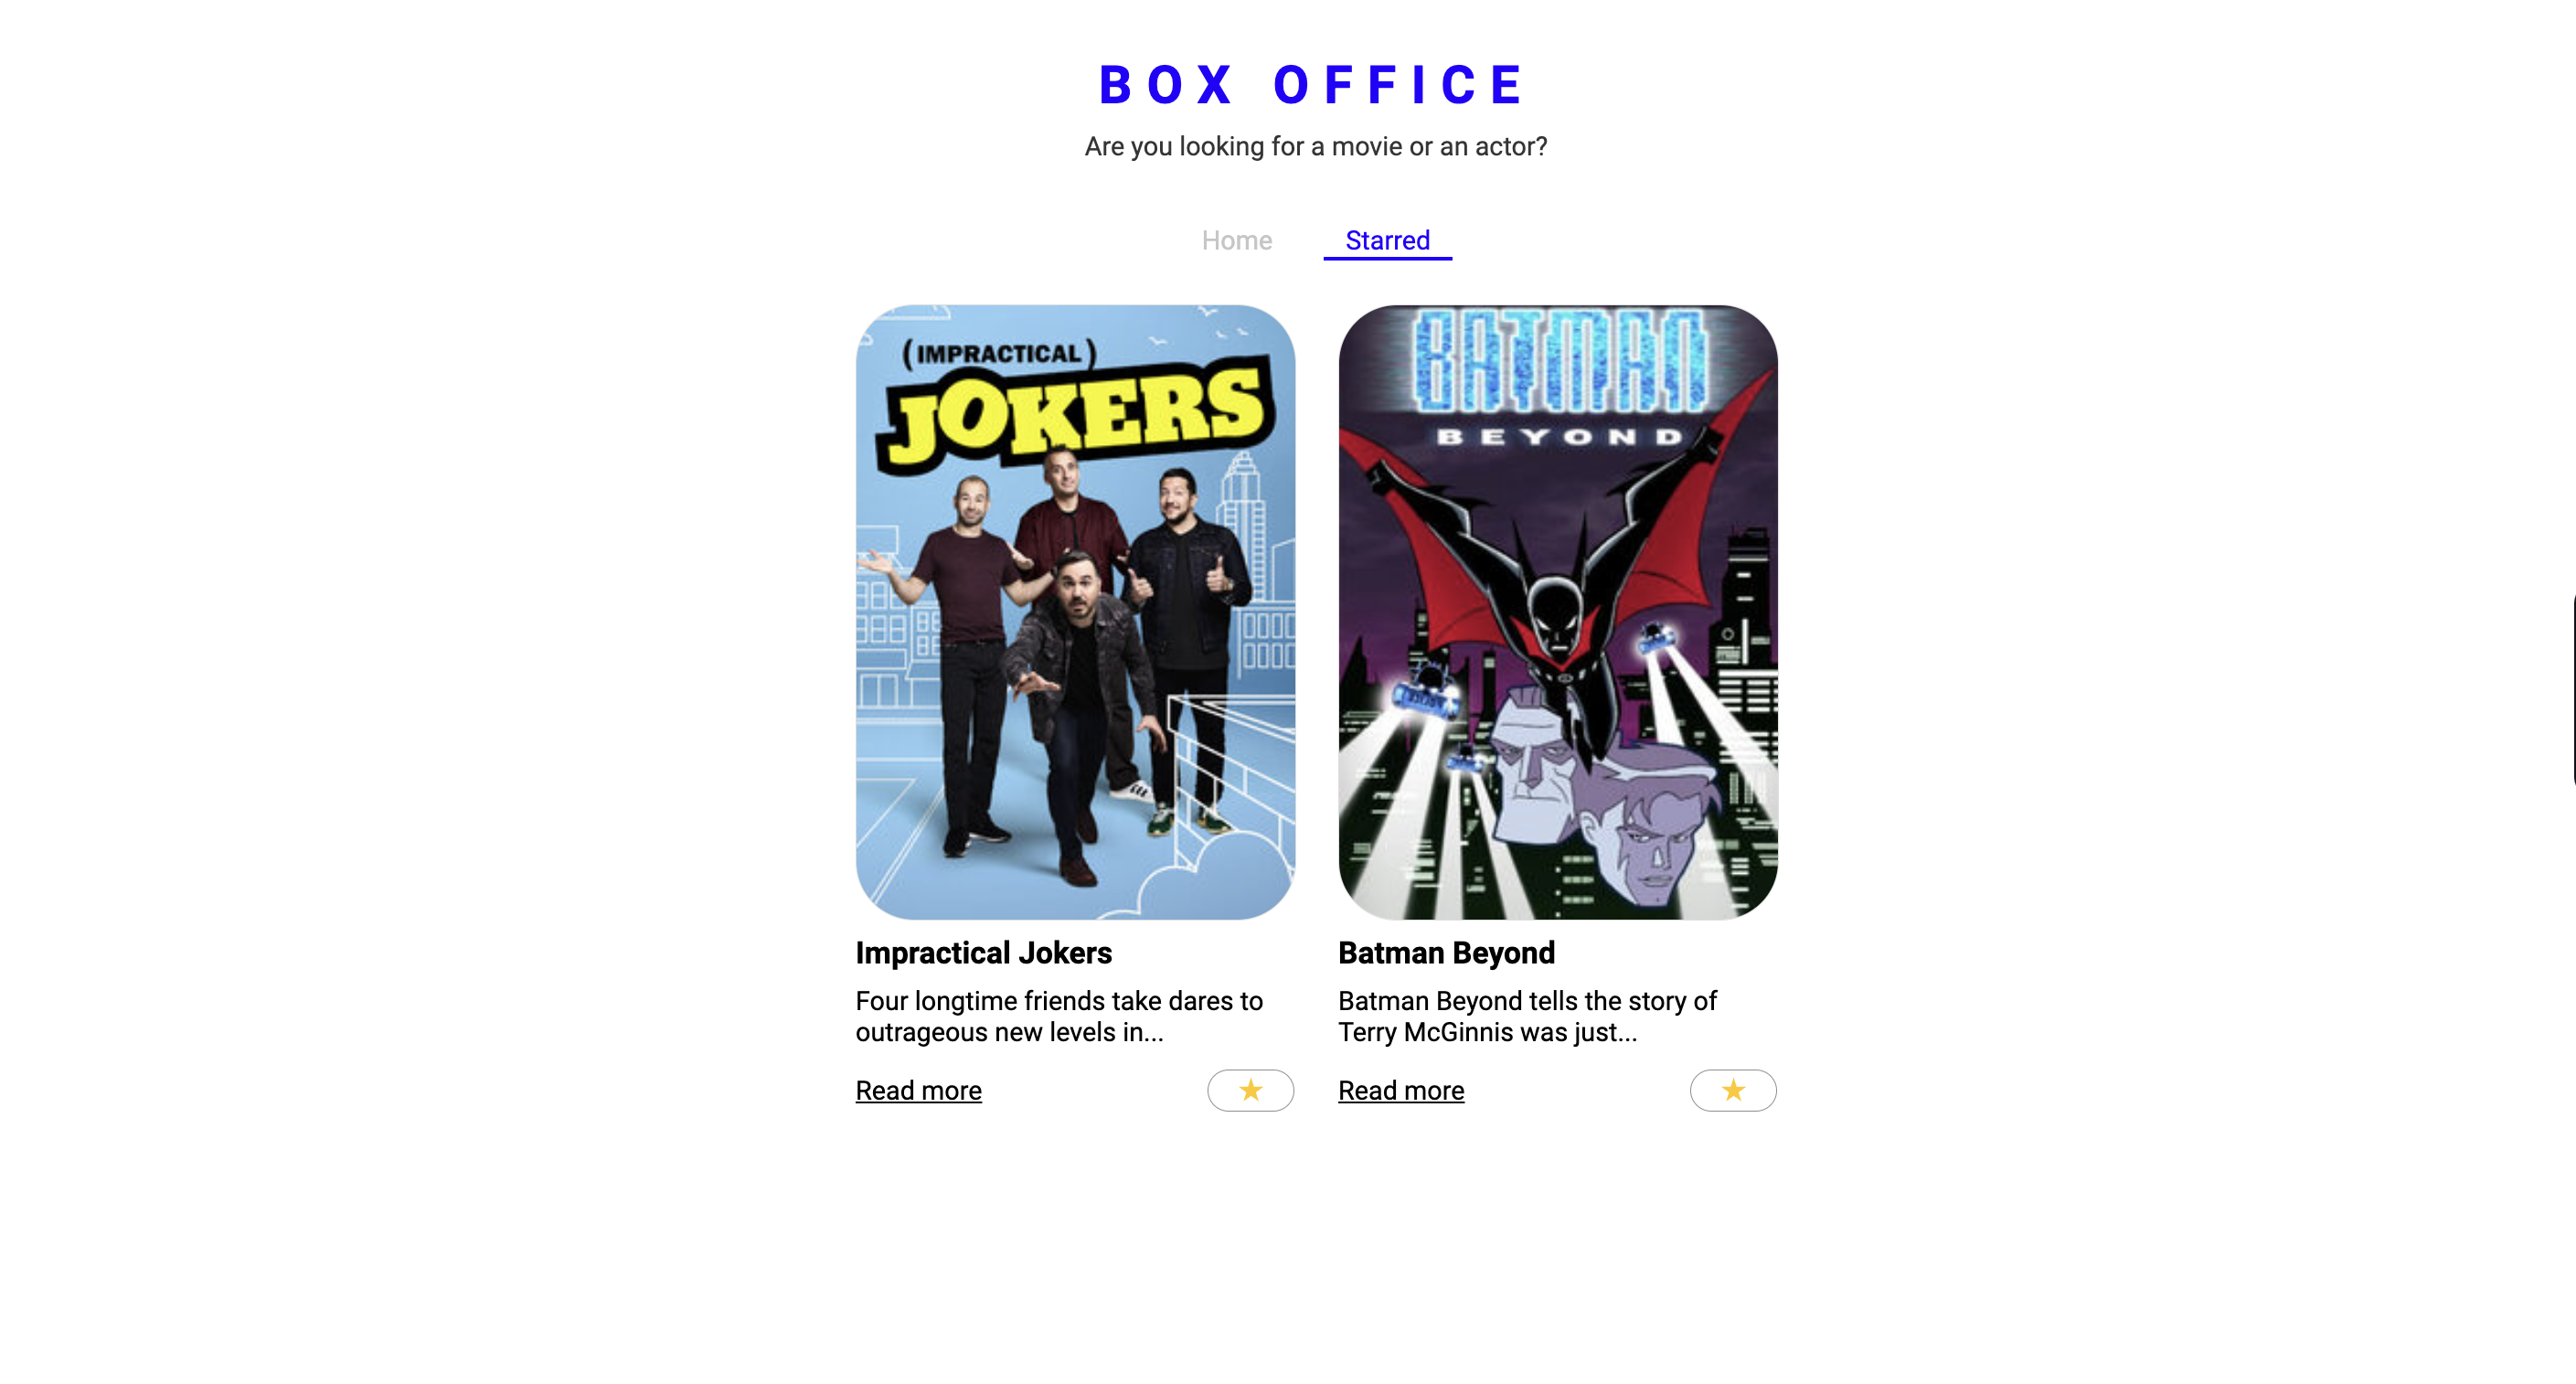 BOX OFFICE
Are you looking for a movie or an actor?
Home Starred
(IMPRACTICAL)
JOKERS
BATMAN
BEYOND
Impractical Jokers
Four longtime friends take dares to
outrageous new levels in...
Read more
Batman Beyond
Batman Beyond tells the story of
Terry McGinnis was just...
Read more